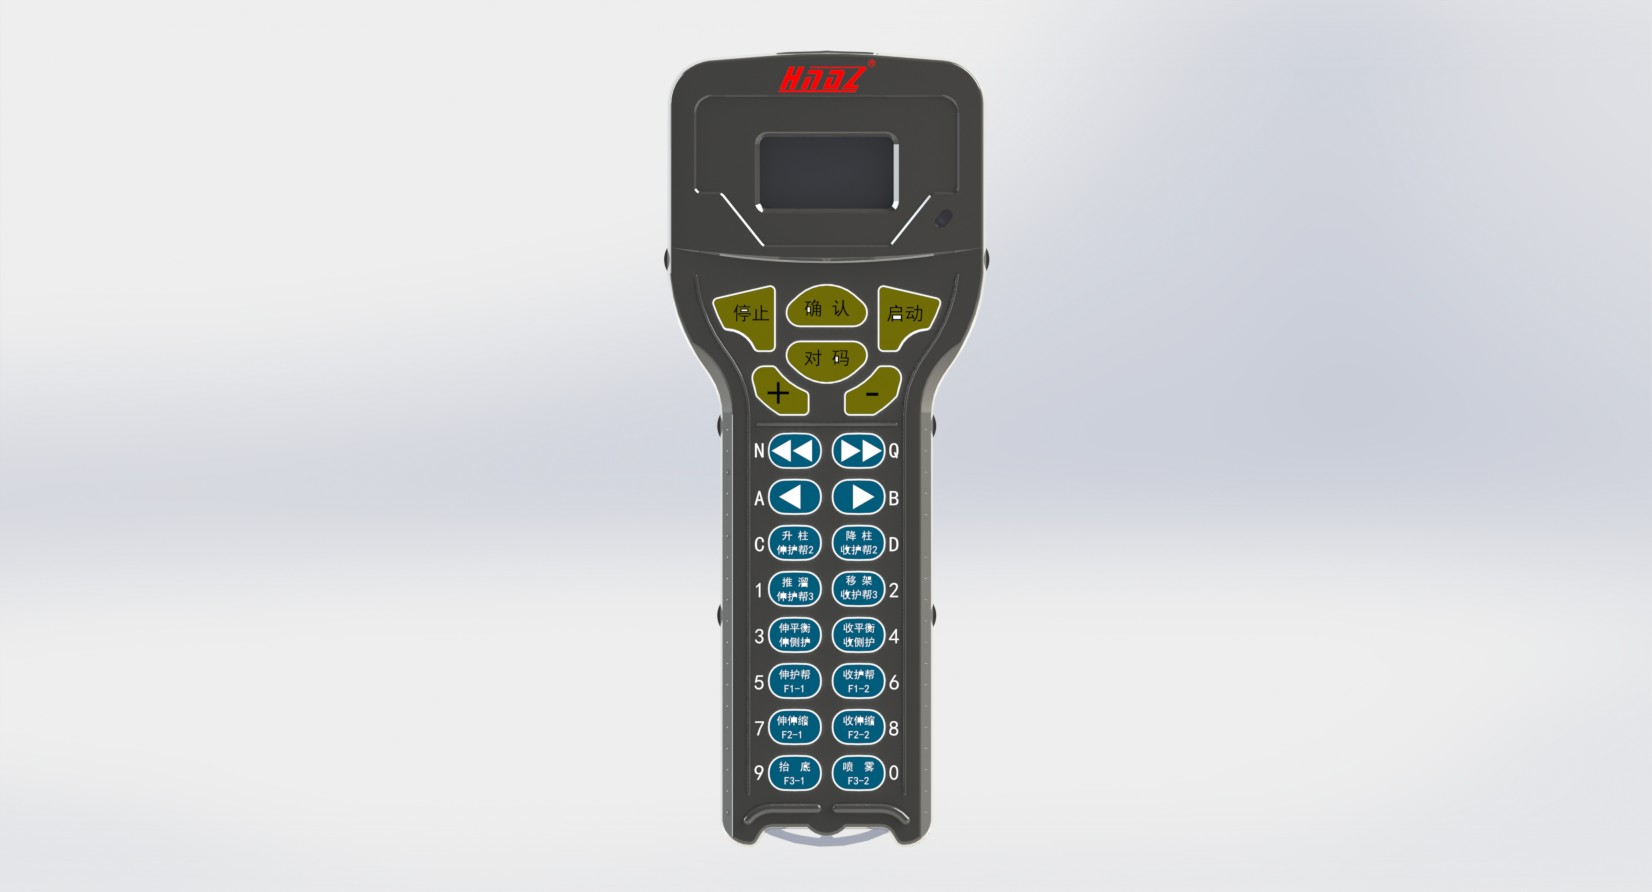 HNDZ®
停止 确认 启动
对码
+ -
N Q
A B
C 升柱 降柱 D
伸护帮2 收护帮2
1 推溜 移架 2
伸护帮3 收护帮3
3 伸平衡 收平衡 4
伸侧护 收侧护
5 伸护帮 收护帮 6
F1-1 F1-2
7 伸伸缩 收伸缩 8
F2-1 F2-2
9 抬底 喷雾 0
F3-1 F3-2